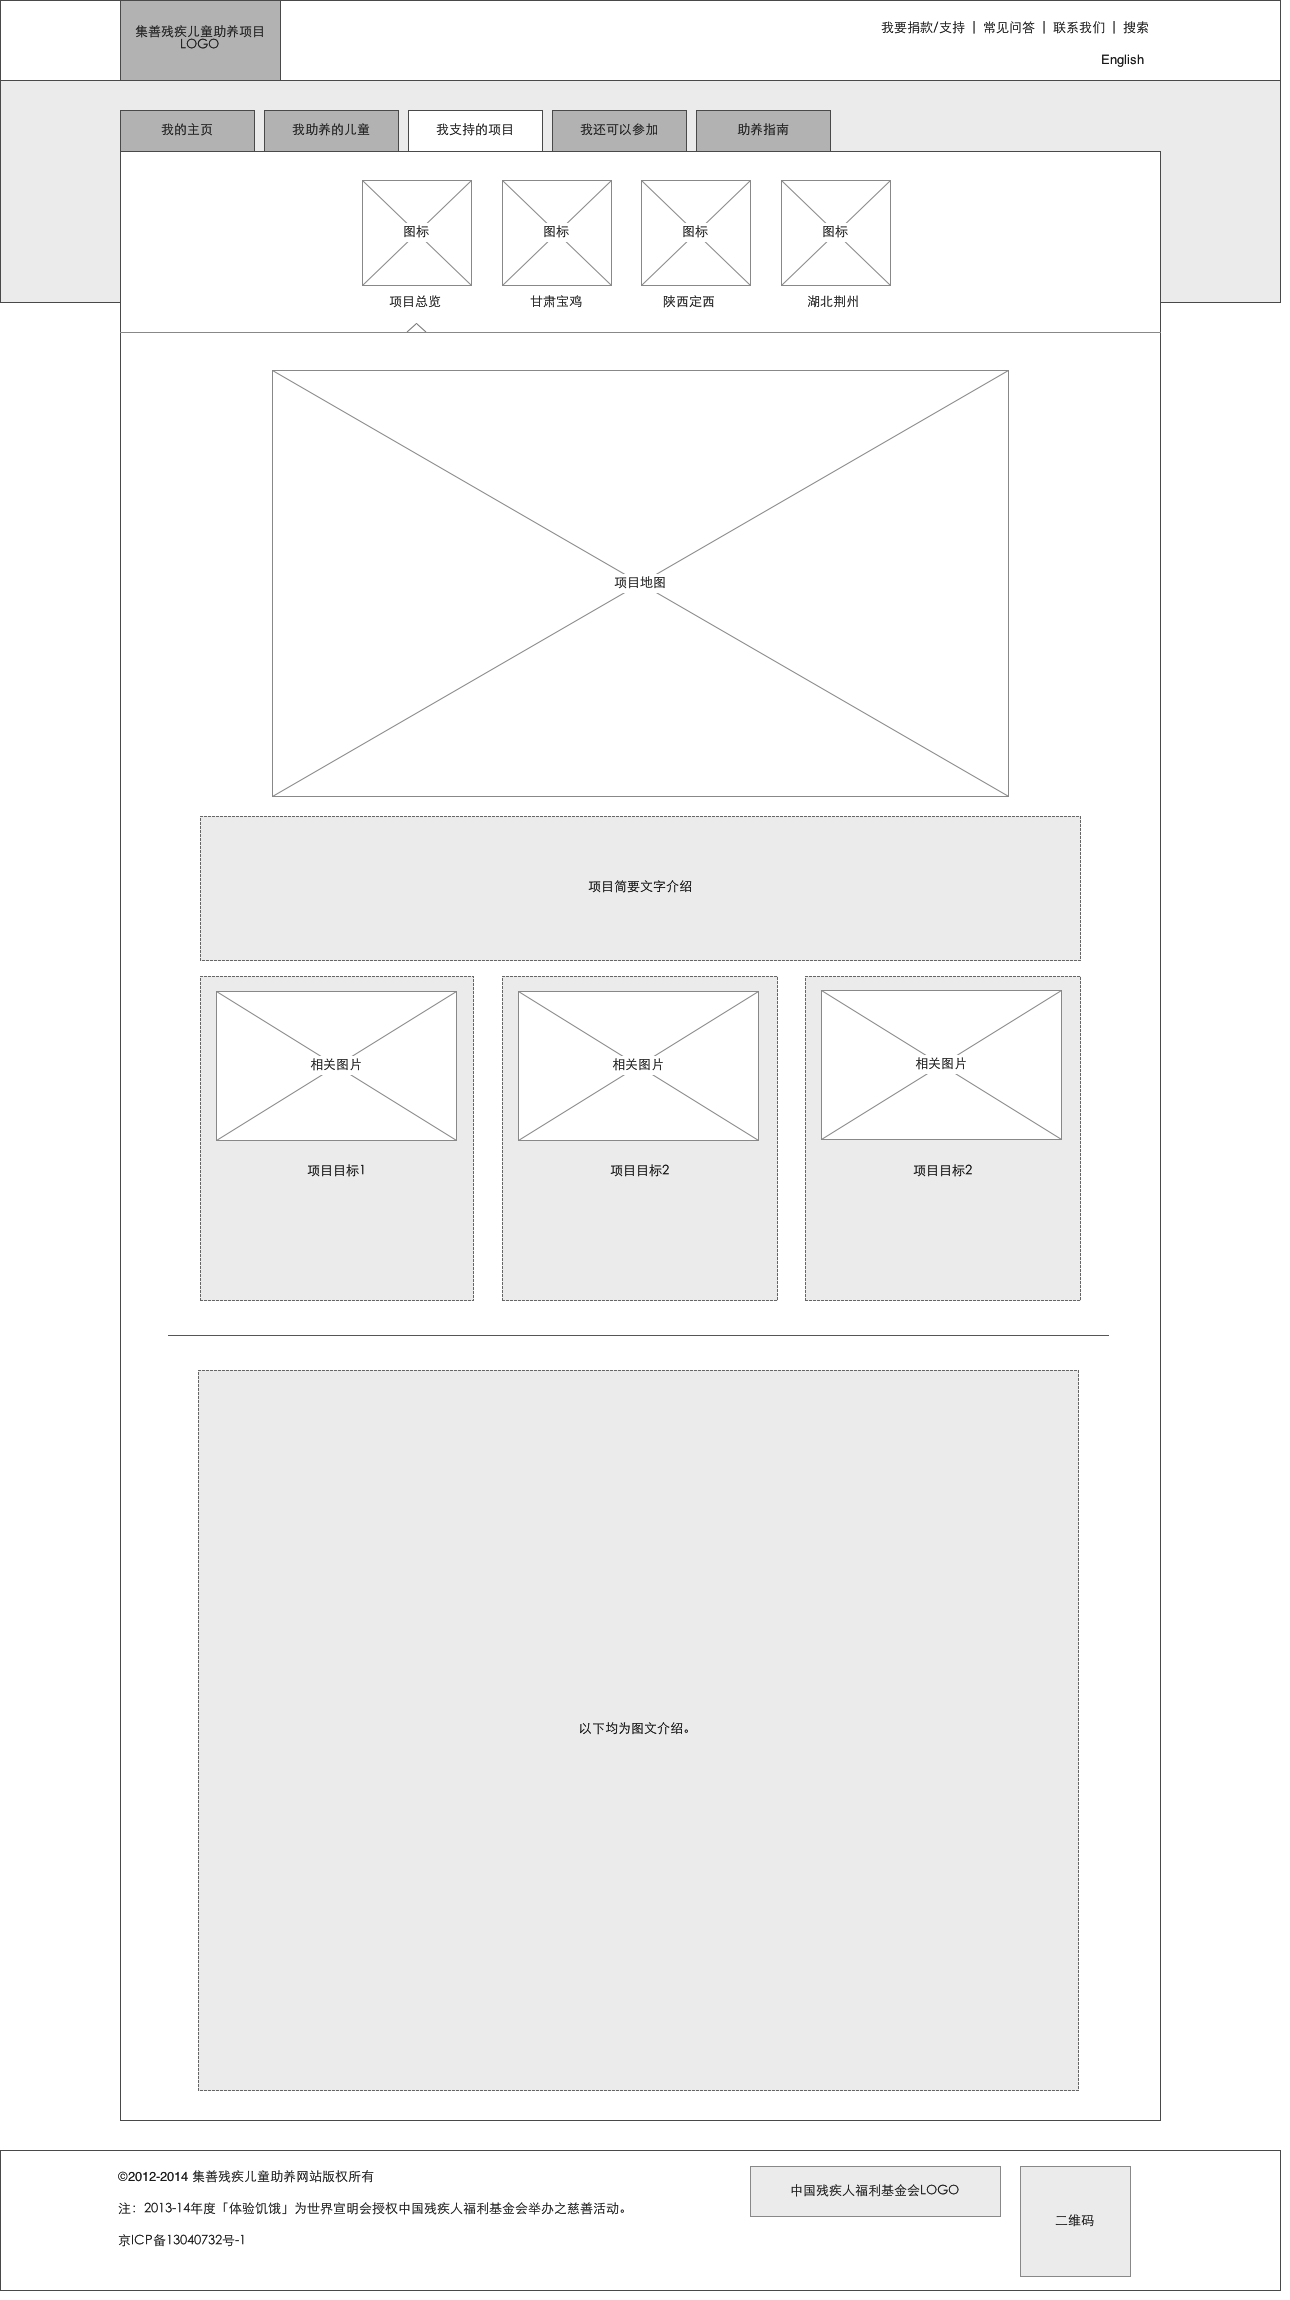 集善残疾儿童助养项目
LOGO
我要捐款/支持 | 常见问答 | 联系我们 | 搜索
English
我的主页
我助养的儿童
我支持的项目
我还可以参加
助养指南
图标
图标
图标
图标
项目总览
甘肃宝鸡
陕西定西
湖北荆州
项目地图
项目简要文字介绍
相关图片
相关图片
相关图片
项目目标1
项目目标2
项目目标2
以下均为图文介绍。
©2012-2014 集善残疾儿童助养网站版权所有
注：2013-14年度「体验饥饿」为世界宣明会授权中国残疾人福利基金会举办之慈善活动。
京ICP备13040732号-1
中国残疾人福利基金会LOGO
二维码